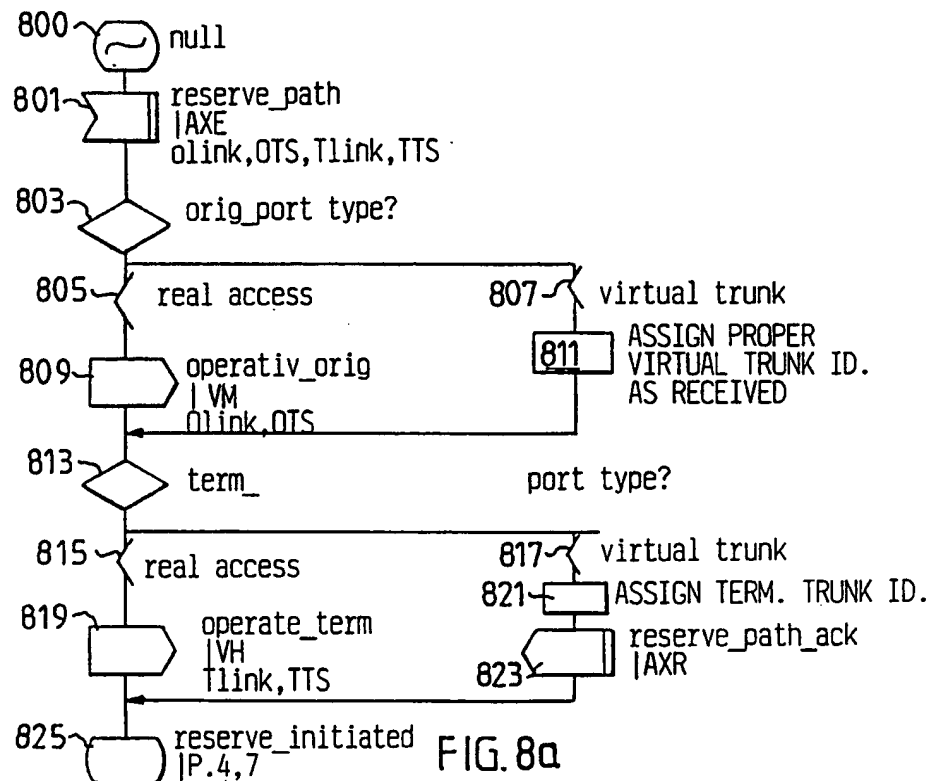 800 null
801 reserve_path
|AXE
olink,OTS,Tlink,TTS
803 orig_port type?
805 real access 807 virtual trunk
811 ASSIGN PROPER
VIRTUAL TRUNK ID.
AS RECEIVED
809 operativ_orig
|VM
Olink,OTS
813 term_ port type?
815 real access 817 virtual trunk
821 ASSIGN TERM. TRUNK ID.
819 operate_term
|VH
Tlink,TTS
823 reserve_path_ack
|AXR
825 reserve_initiated
|P.4,7
FIG. 8a